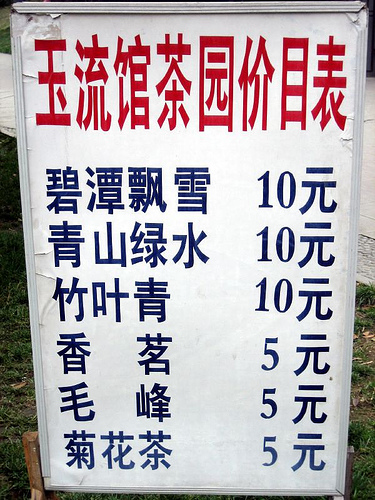 玉流馆茶园价目表
碧潭飘雪 10元
青山绿水 10元
竹叶青 10元
香茗 5元
毛峰 5元
菊花茶 5元